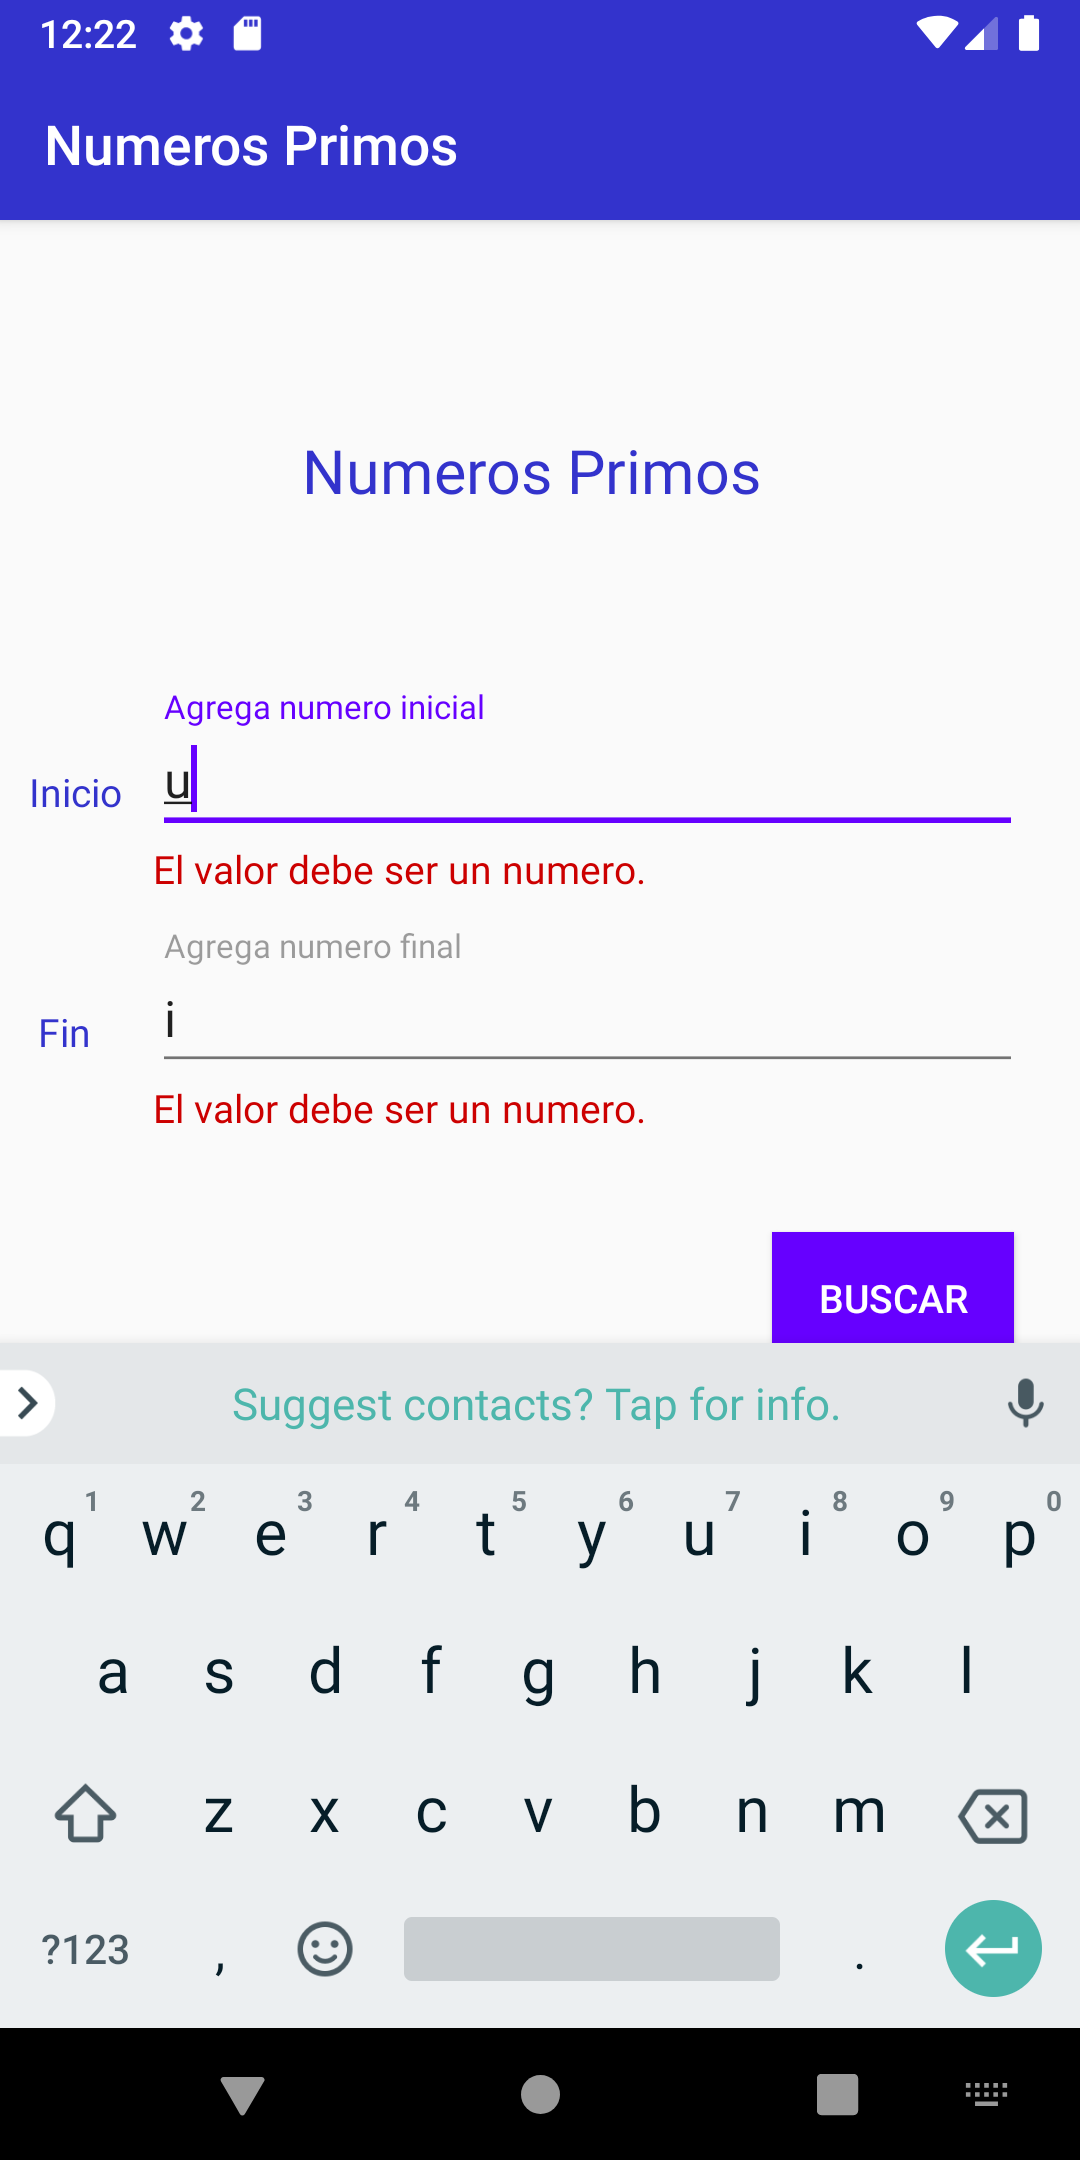 12:22
Numeros Primos
Numeros Primos
Agrega numero inicial
Inicio u
El valor debe ser un numero.
Agrega numero final
Fin i
El valor debe ser un numero.
BUSCAR
Suggest contacts? Tap for info.
q 1 w 2 e 3 r 4 t 5 y 6 u 7 i 8 o 9 p 0
a s d f g h j k l
z x c v b n m
?123 , .